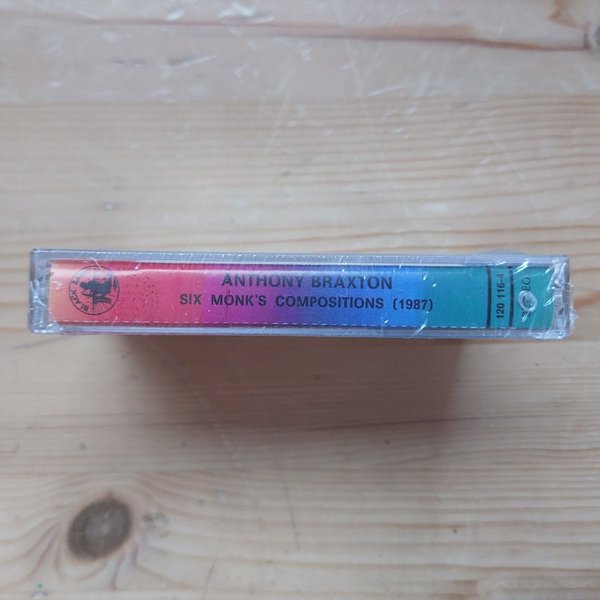 ANTHONY BRAXTON
SIX MONK'S COMPOSITIONS (1987)
120 116-4